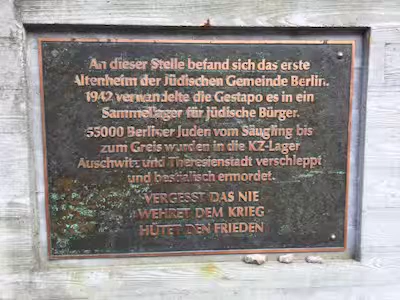 An dieser Stelle befand sich das erste
Altenheim der Jüdischen Gemeinde Berlin.
1942 verwandelte die Gestapo es in ein
Sammellager für jüdische Bürger.
55000 Berliner Juden vom Säugling bis
zum Greis wurden in die KZ-Lager
Auschwitz und Theresienstadt verschleppt
und bestialisch ermordet.
VERGESST DAS NIE
WEHRET DEM KRIEG
HÜTET DEN FRIEDEN